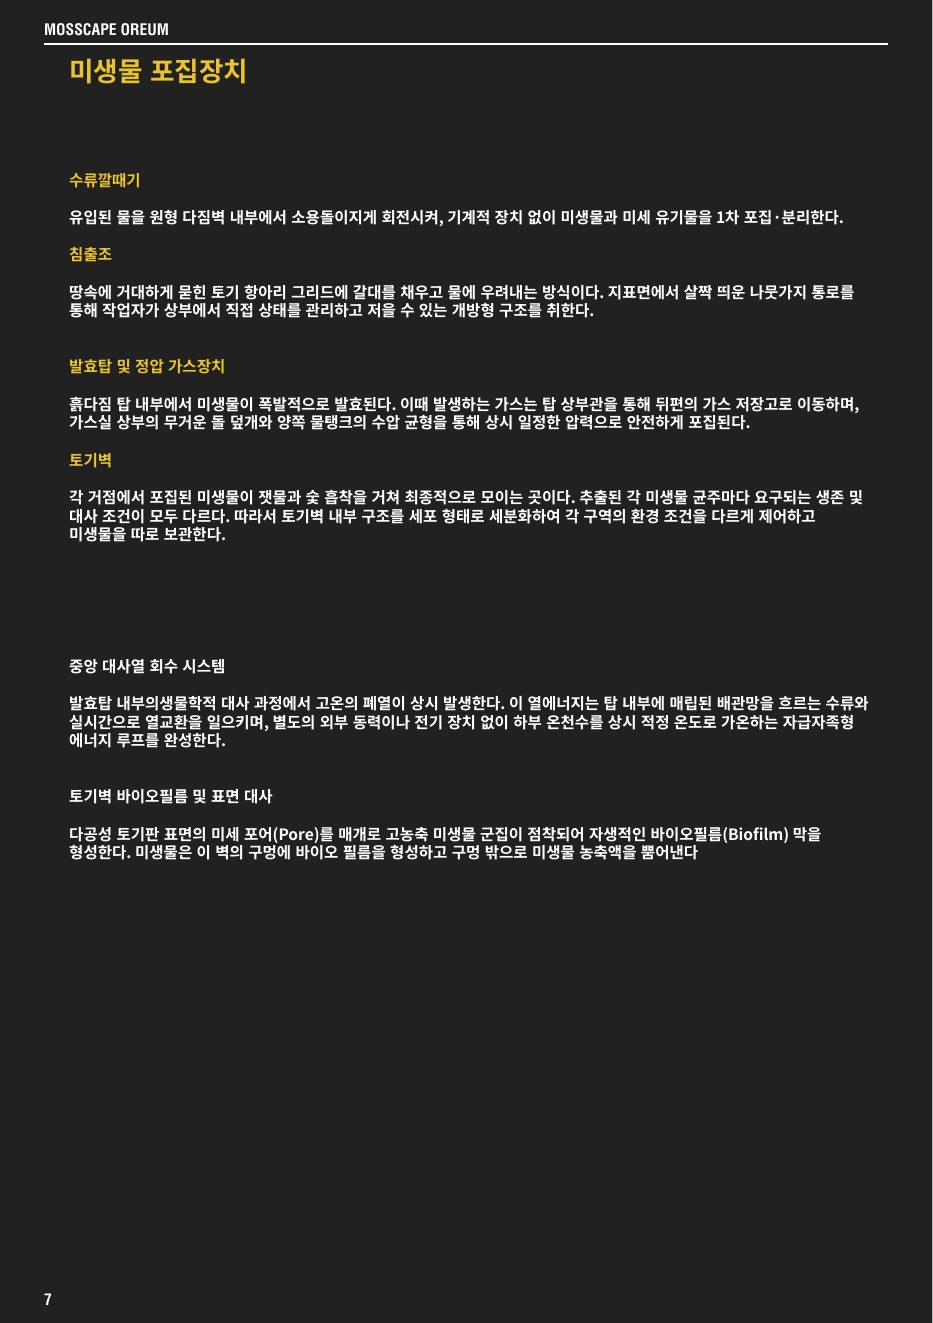 MOSSCAPE OREUM
미생물 포집장치
수류깔때기
유입된 물을 원형 다짐벽 내부에서 소용돌이지게 회전시켜, 기계적 장치 없이 미생물과 미세 유기물을 1차 포집·분리한다.
침출조
땅속에 거대하게 묻힌 토기 항아리 그리드에 갈대를 채우고 물에 우려내는 방식이다. 지표면에서 살짝 띄운 나뭇가지 통로를
통해 작업자가 상부에서 직접 상태를 관리하고 저을 수 있는 개방형 구조를 취한다.
발효탑 및 정압 가스장치
흙다짐 탑 내부에서 미생물이 폭발적으로 발효된다. 이때 발생하는 가스는 탑 상부관을 통해 뒤편의 가스 저장고로 이동하며,
가스실 상부의 무거운 돌 덮개와 양쪽 물탱크의 수압 균형을 통해 상시 일정한 압력으로 안전하게 포집된다.
토기벽
각 거점에서 포집된 미생물이 잿물과 숯 흡착을 거쳐 최종적으로 모이는 곳이다. 추출된 각 미생물 균주마다 요구되는 생존 및
대사 조건이 모두 다르다. 따라서 토기벽 내부 구조를 세포 형태로 세분화하여 각 구역의 환경 조건을 다르게 제어하고
미생물을 따로 보관한다.
중앙 대사열 회수 시스템
발효탑 내부의생물학적 대사 과정에서 고온의 폐열이 상시 발생한다. 이 열에너지는 탑 내부에 매립된 배관망을 흐르는 수류와
실시간으로 열교환을 일으키며, 별도의 외부 동력이나 전기 장치 없이 하부 온천수를 상시 적정 온도로 가온하는 자급자족형
에너지 루프를 완성한다.
토기벽 바이오필름 및 표면 대사
다공성 토기판 표면의 미세 포어(Pore)를 매개로 고농축 미생물 군집이 점착되어 자생적인 바이오필름(Biofilm) 막을
형성한다. 미생물은 이 벽의 구멍에 바이오 필름을 형성하고 구멍 밖으로 미생물 농축액을 뿜어낸다
7